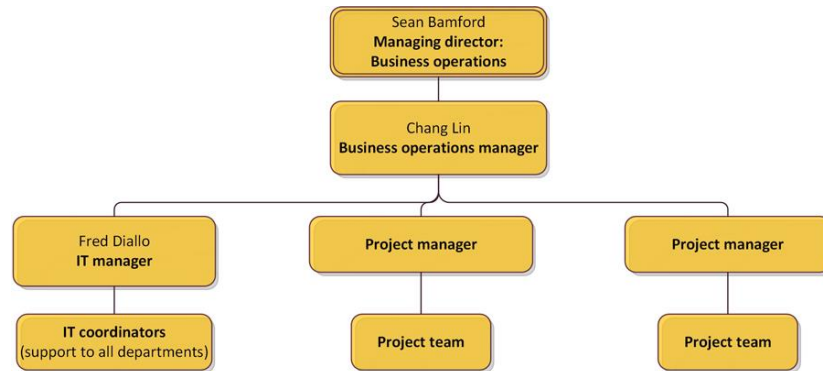 Sean Bamford
Managing director:
Business operations
Chang Lin
Business operations manager
Fred Diallo
IT manager
Project manager
Project manager
IT coordinators
(support to all departments)
Project team
Project team